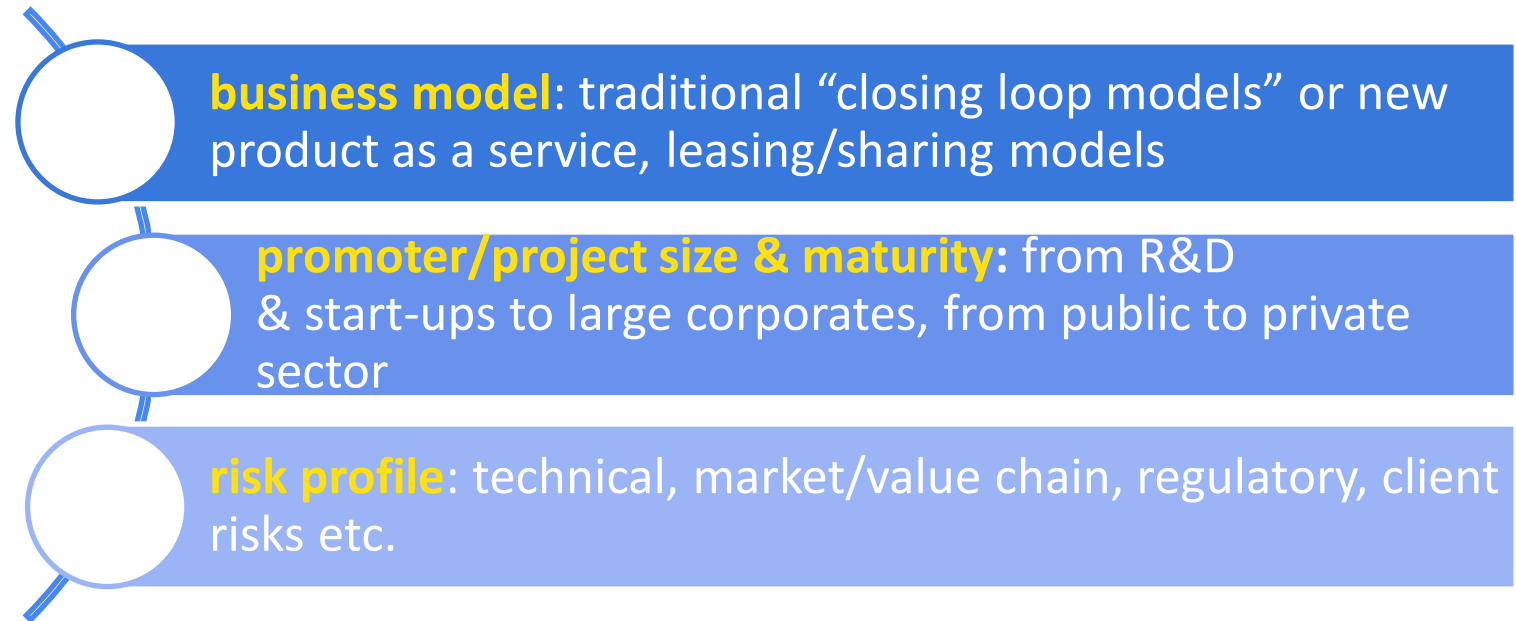 business model: traditional “closing loop models” or new
product as a service, leasing/sharing models
promoter/project size & maturity: from R&D
& start-ups to large corporates, from public to private
sector
risk profile: technical, market/value chain, regulatory, client
risks etc.